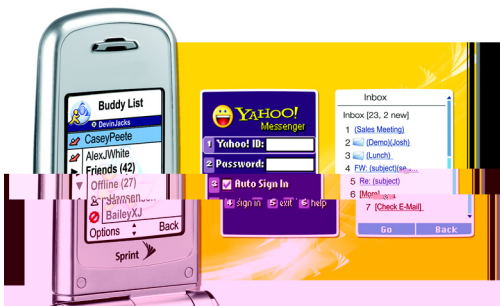 Buddy List
DevinJacks
CaseyPeete
AlexJWhite
Friends (42)
Offline (27)
BaileyXJ
Options
Back
Sprint
YAHOO!
Messenger
1 Yahoo! ID:
2 Password:
3 Auto Sign In
4 sign in 5 exit 6 help
Inbox
Inbox [23, 2 new]
1 (Sales Meeting)
2 (Demo)(Josh)
3 (Lunch)
4 FW: (subject)(se...
5 Re: (subject)
6 [More]
7 [Check E-Mail]
Go
Back